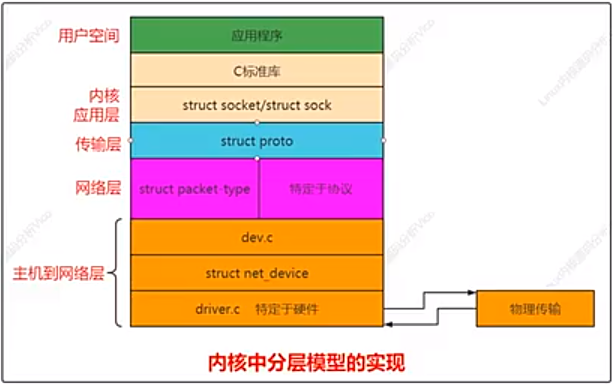 用户空间
应用程序
C标准库
内核
应用层
struct socket/struct sock
传输层
struct proto
网络层
struct packet-type
特定于协议
主机到网络层
dev.c
struct net_device
driver.c 特定于硬件
物理传输
内核中分层模型的实现